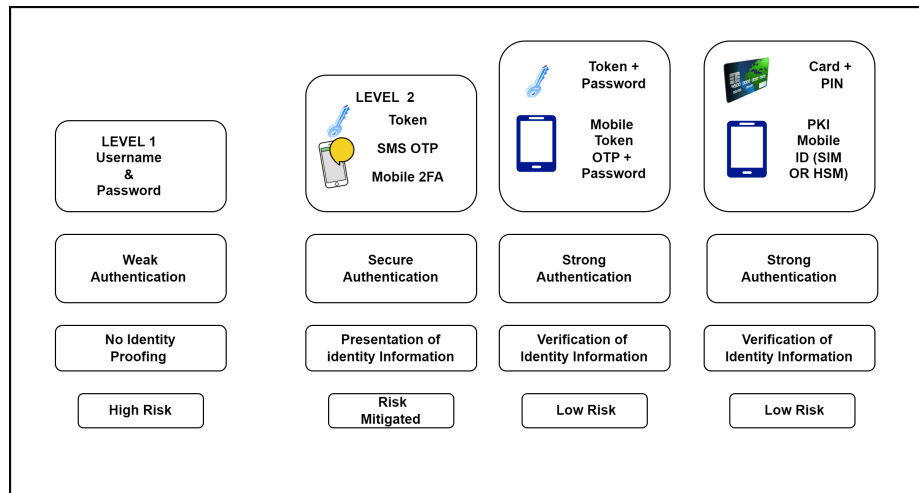 LEVEL 1
Username
&
Password
LEVEL 2
Token
SMS OTP
Mobile 2FA
Token +
Password
Mobile
Token
OTP +
Password
Card +
PIN
PKI
Mobile
ID (SIM
OR HSM)
Weak
Authentication
Secure
Authentication
Strong
Authentication
Strong
Authentication
No Identity
Proofing
Presentation of
identity Information
Verification of
Identity Information
Verification of
Identity Information
High Risk
Risk
Mitigated
Low Risk
Low Risk